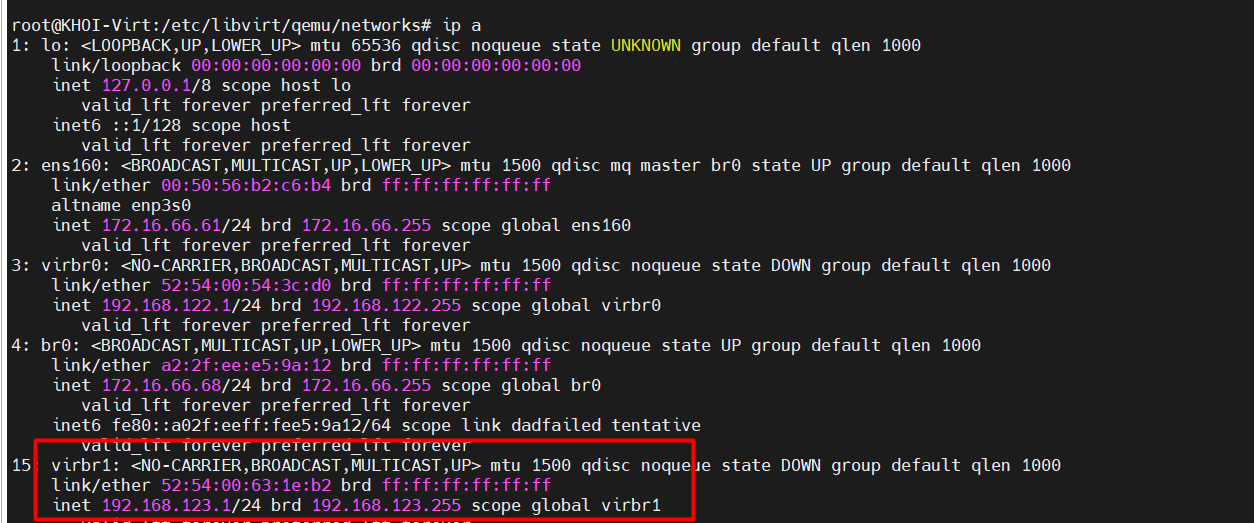 root@KHOI-Virt:/etc/libvirt/qemu/networks# ip a
1: lo: <LOOPBACK,UP,LOWER_UP> mtu 65536 qdisc noqueue state UNKNOWN group default qlen 1000
    link/loopback 00:00:00:00:00:00 brd 00:00:00:00:00:00
    inet 127.0.0.1/8 scope host lo
       valid_lft forever preferred_lft forever
    inet6 ::1/128 scope host
       valid_lft forever preferred_lft forever
2: ens160: <BROADCAST,MULTICAST,UP,LOWER_UP> mtu 1500 qdisc mq master br0 state UP group default qlen 1000
    link/ether 00:50:56:b2:c6:b4 brd ff:ff:ff:ff:ff:ff
    altname enp3s0
    inet 172.16.66.61/24 brd 172.16.66.255 scope global ens160
       valid_lft forever preferred_lft forever
3: virbr0: <NO-CARRIER,BROADCAST,MULTICAST,UP> mtu 1500 qdisc noqueue state DOWN group default qlen 1000
    link/ether 52:54:00:54:3c:d0 brd ff:ff:ff:ff:ff:ff
    inet 192.168.122.1/24 brd 192.168.122.255 scope global virbr0
       valid_lft forever preferred_lft forever
4: br0: <BROADCAST,MULTICAST,UP,LOWER_UP> mtu 1500 qdisc noqueue state UP group default qlen 1000
    link/ether a2:2f:ee:e5:9a:12 brd ff:ff:ff:ff:ff:ff
    inet 172.16.66.68/24 brd 172.16.66.255 scope global br0
       valid_lft forever preferred_lft forever
    inet6 fe80::a02f:eeff:fee5:9a12/64 scope link dadfailed tentative
       valid_lft forever preferred_lft forever
15: virbr1: <NO-CARRIER,BROADCAST,MULTICAST,UP> mtu 1500 qdisc noqueue state DOWN group default qlen 1000
    link/ether 52:54:00:63:1e:b2 brd ff:ff:ff:ff:ff:ff
    inet 192.168.123.1/24 brd 192.168.123.255 scope global virbr1